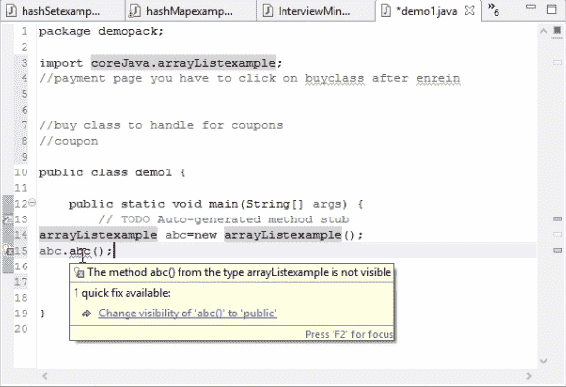 hashSetexamp... hashMapexamp... InterviewMin... *demo1.java 6
1 package demopack;
2
3 import coreJava.arrayListexample;
4 //payment page you have to click on buyclass after enrein
5
6
7 //buy class to handle for coupons
8 //coupon
9
10 public class demo1 {
11
12 public static void main(String[] args) {
13 // TODO Auto-generated method stub
14 arrayListexample abc=new arrayListexample();
15 abc.abc();
16
17
18
19 }
20
The method abc() from the type arrayListexample is not visible
1 quick fix available:
Change visibility of 'abc()' to 'public'
Press 'F2' for focus